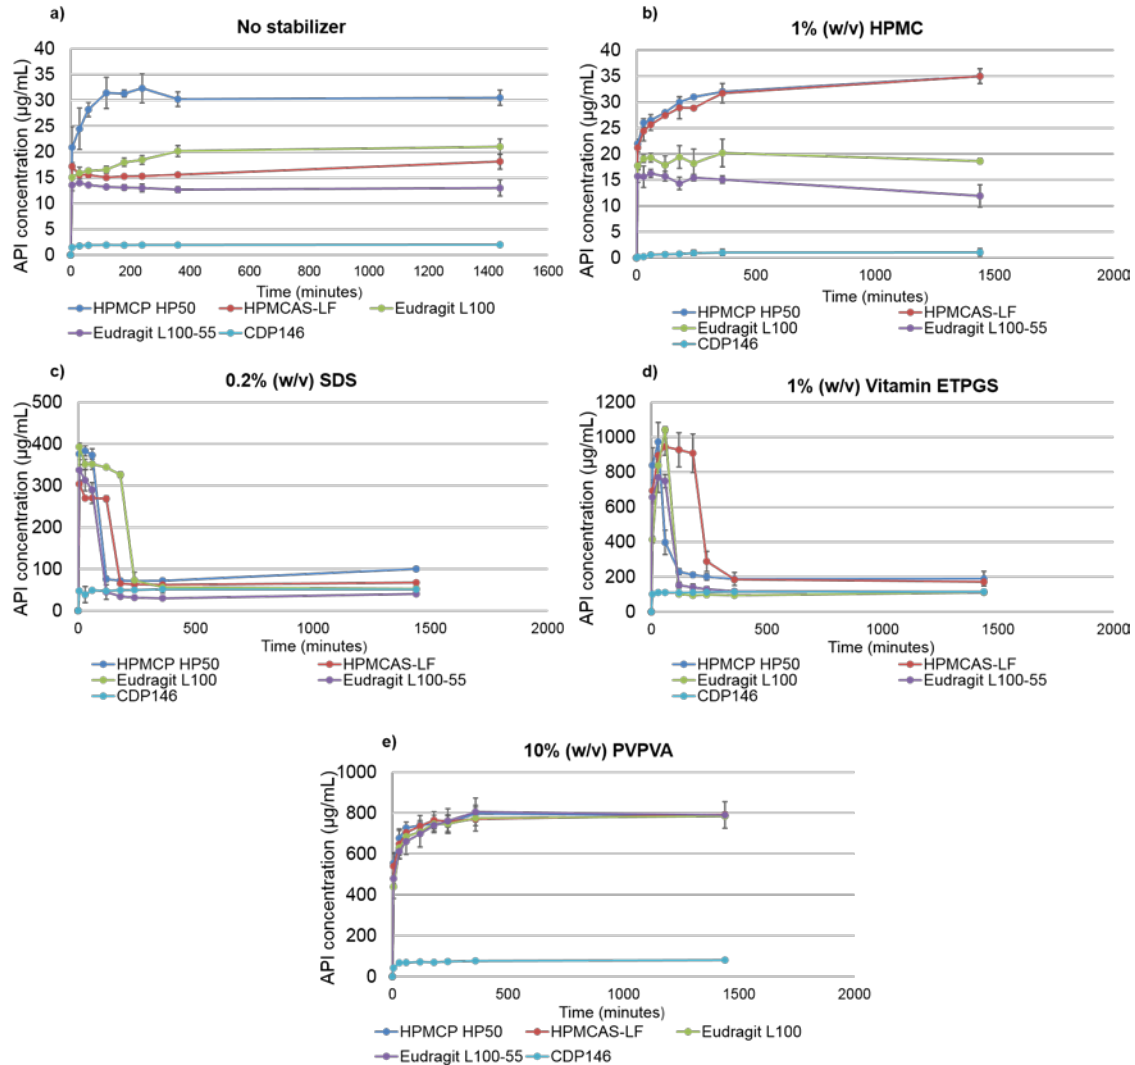 a)
No stabilizer
API concentration (µg/mL)
40
35
30
25
20
15
10
5
0
0 200 400 600 800 1000 1200 1400 1600
Time (minutes)
HPMCP HP50 HPMCAS-LF Eudragit L100
Eudragit L100-55 CDP146
b)
1% (w/v) HPMC
API concentration (µg/mL)
40
35
30
25
20
15
10
5
0
0 500 1000 1500 2000
Time (minutes)
HPMCP HP50 HPMCAS-LF
Eudragit L100 Eudragit L100-55
CDP146
c)
0.2% (w/v) SDS
API concentration (µg/mL)
500
400
300
200
100
0
0 500 1000 1500 2000
Time (minutes)
HPMCP HP50 HPMCAS-LF
Eudragit L100 Eudragit L100-55
CDP146
d)
1% (w/v) Vitamin ETPGS
API concentration (µg/mL)
1200
1000
800
600
400
200
0
0 500 1000 1500 2000
Time (minutes)
HPMCP HP50 HPMCAS-LF
Eudragit L100 Eudragit L100-55
CDP146
e)
10% (w/v) PVPVA
API concentration (µg/mL)
1000
800
600
400
200
0
0 500 1000 1500 2000
Time (minutes)
HPMCP HP50 HPMCAS-LF Eudragit L100
Eudragit L100-55 CDP146